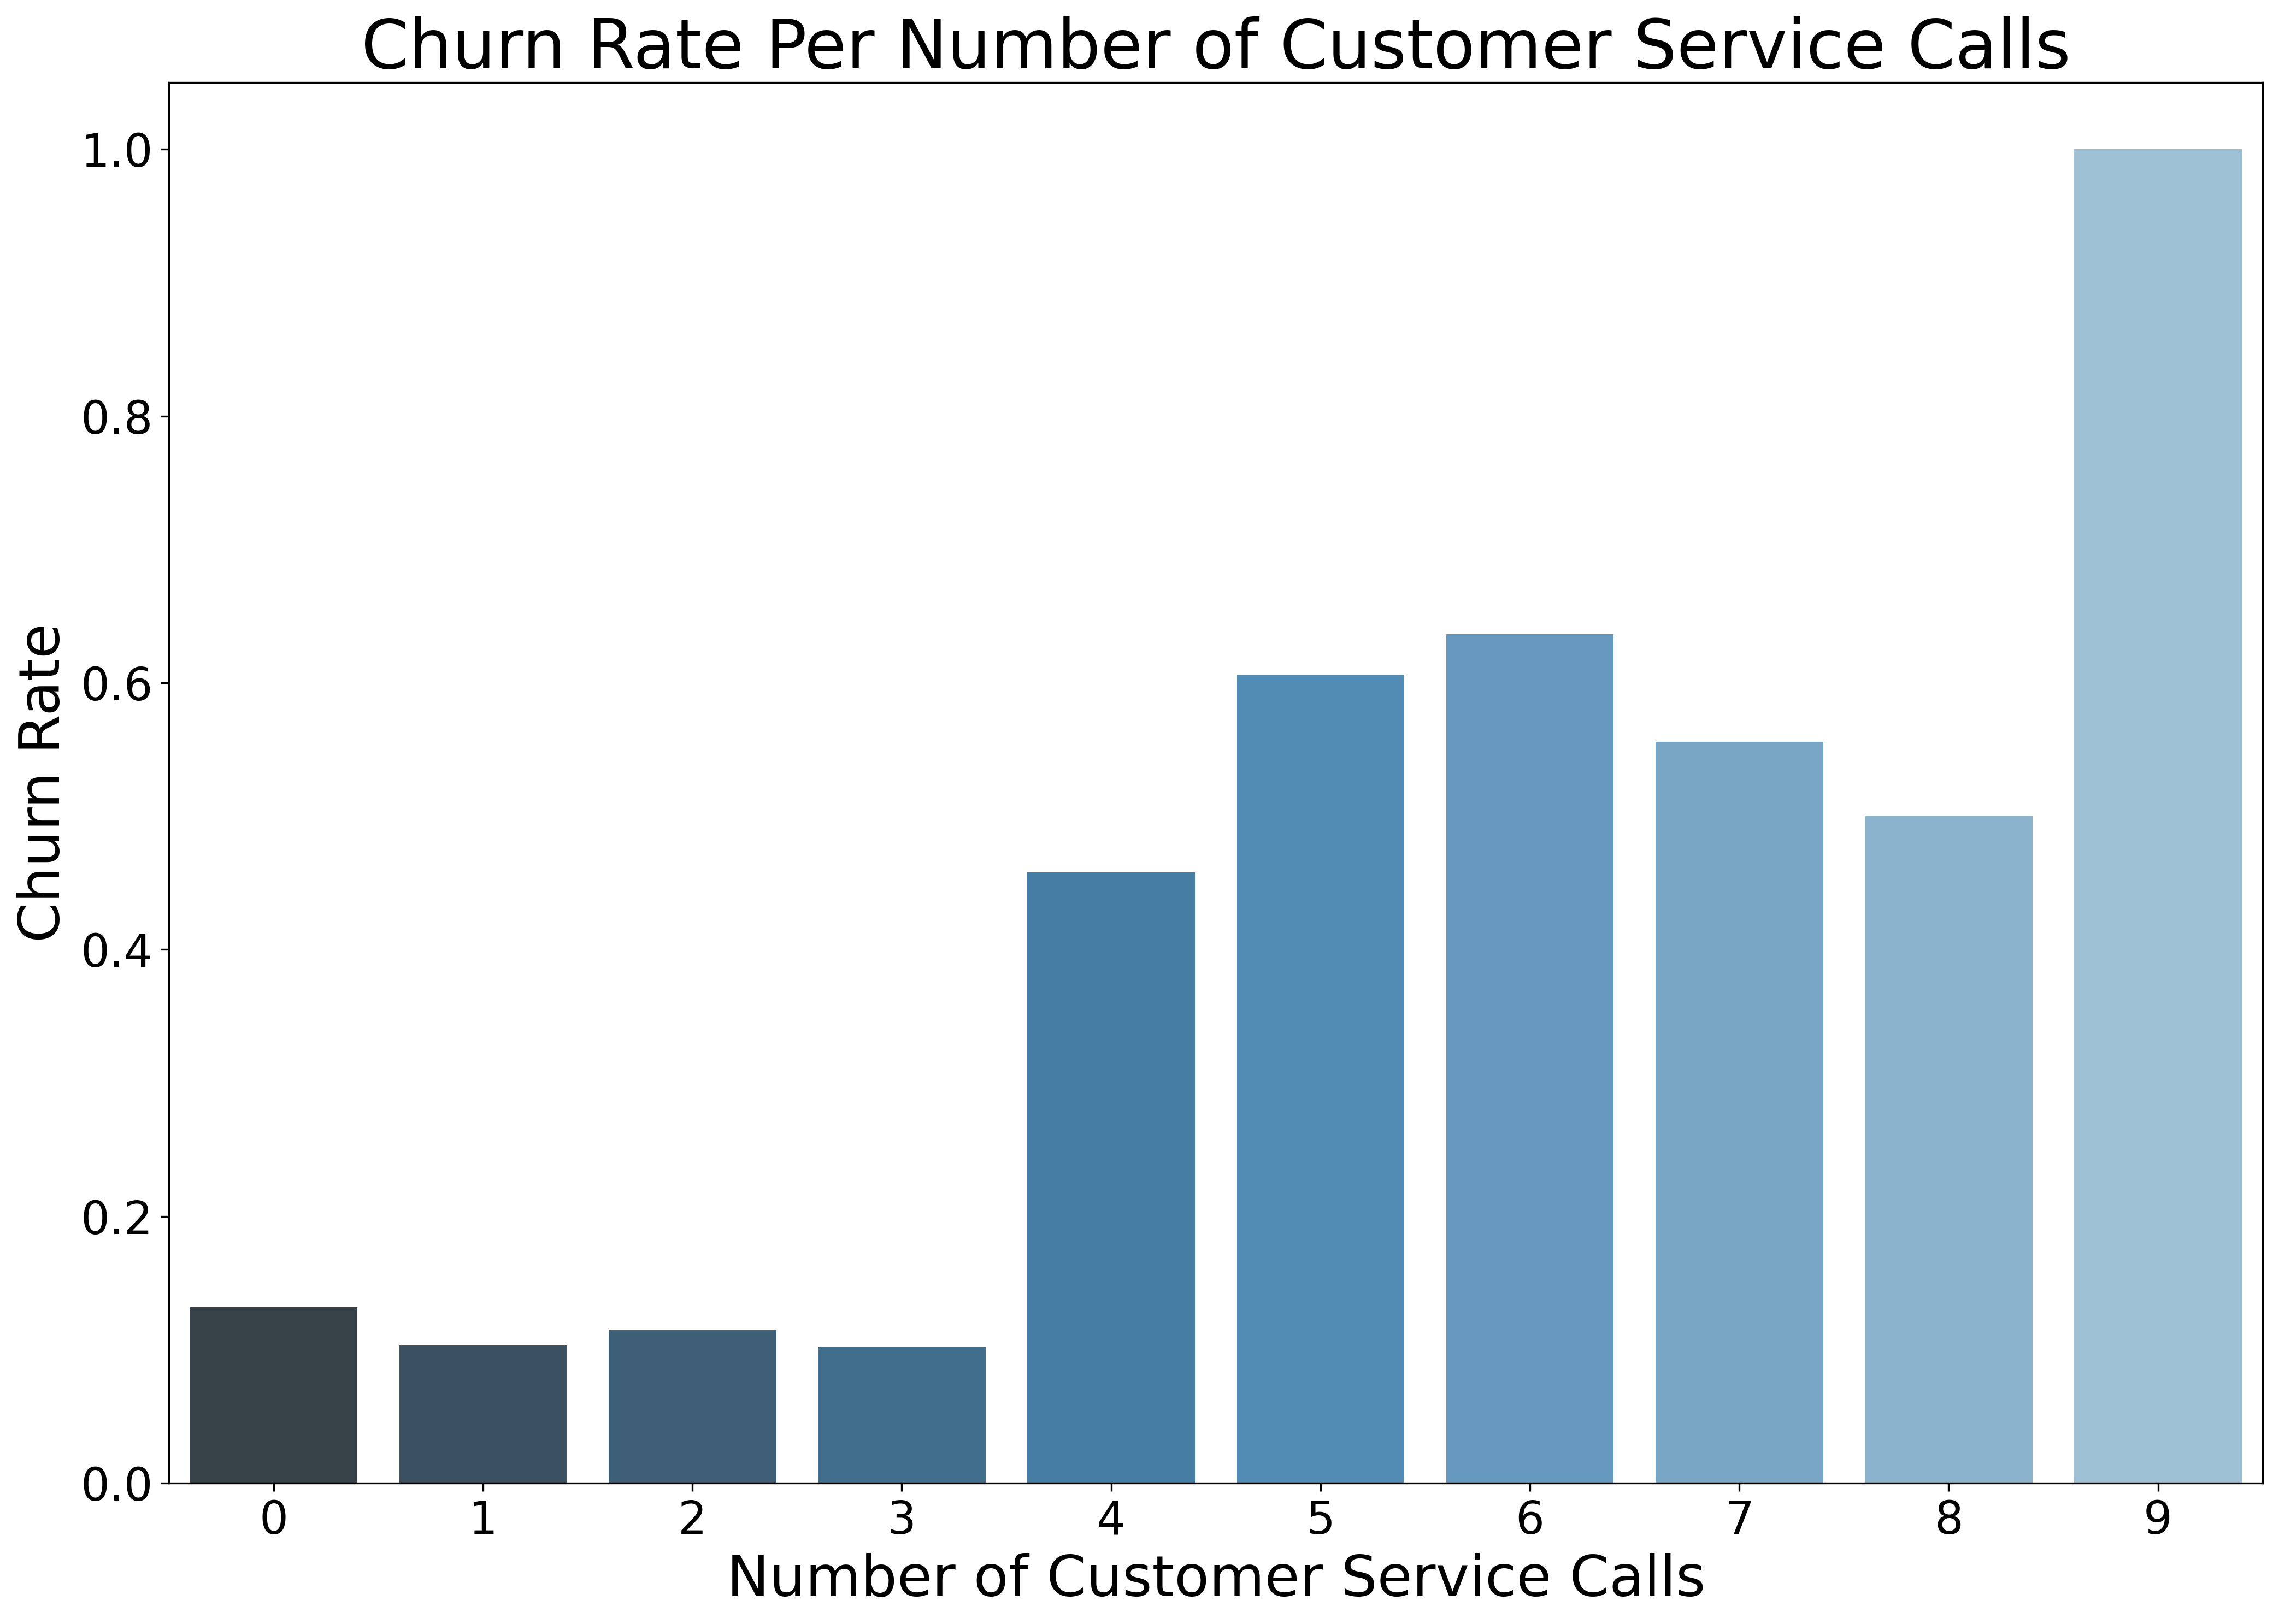 Churn Rate Per Number of Customer Service Calls
Churn Rate
1.0
0.8
0.6
0.4
0.2
0.0
0 1 2 3 4 5 6 7 8 9
Number of Customer Service Calls